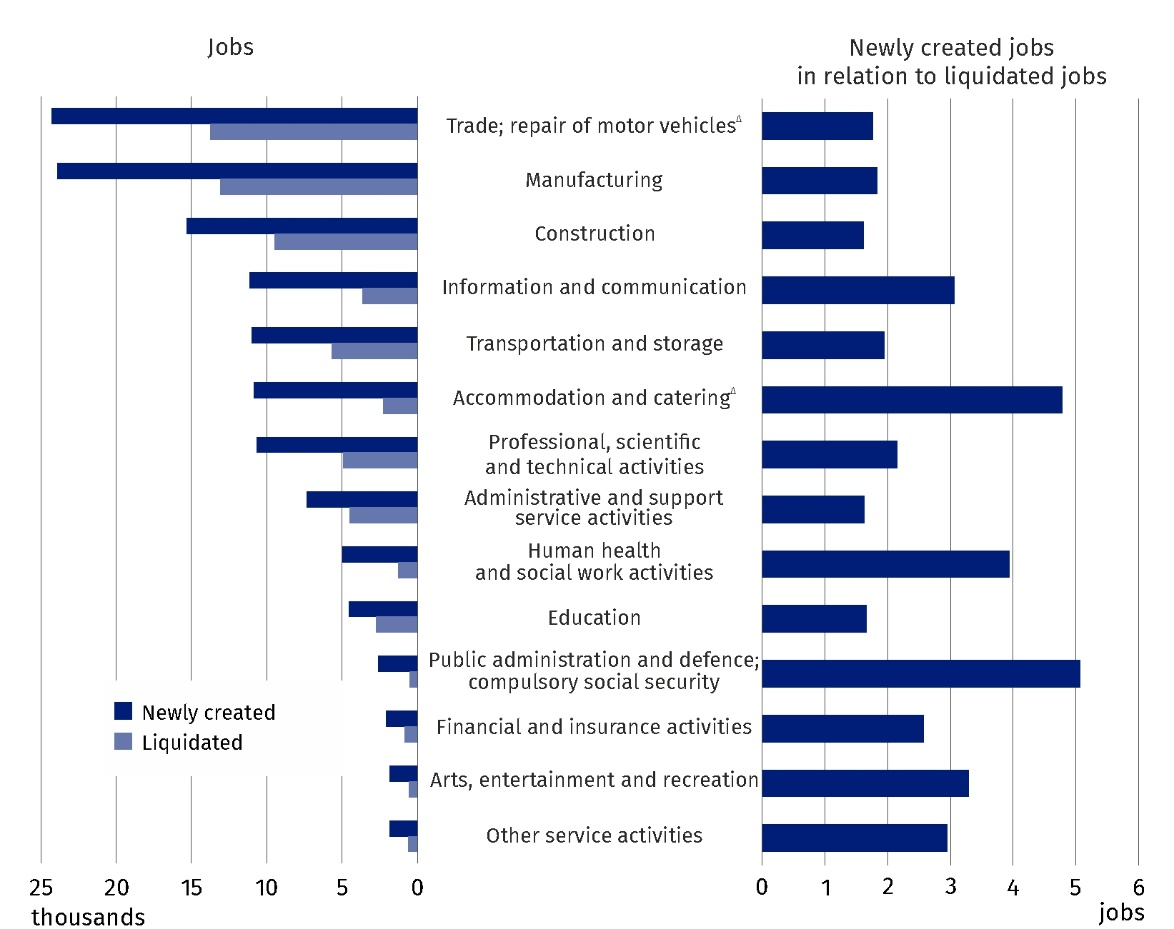 Jobs
Newly created jobs
in relation to liquidated jobs
Trade; repair of motor vehiclesᐃ
Manufacturing
Construction
Information and communication
Transportation and storage
Accommodation and cateringᐃ
Professional, scientific
and technical activities
Administrative and support
service activities
Human health
and social work activities
Education
Public administration and defence;
compulsory social security
Financial and insurance activities
Arts, entertainment and recreation
Other service activities
Newly created
Liquidated
25 20 15 10 5 0
thousands
0 1 2 3 4 5 6
jobs